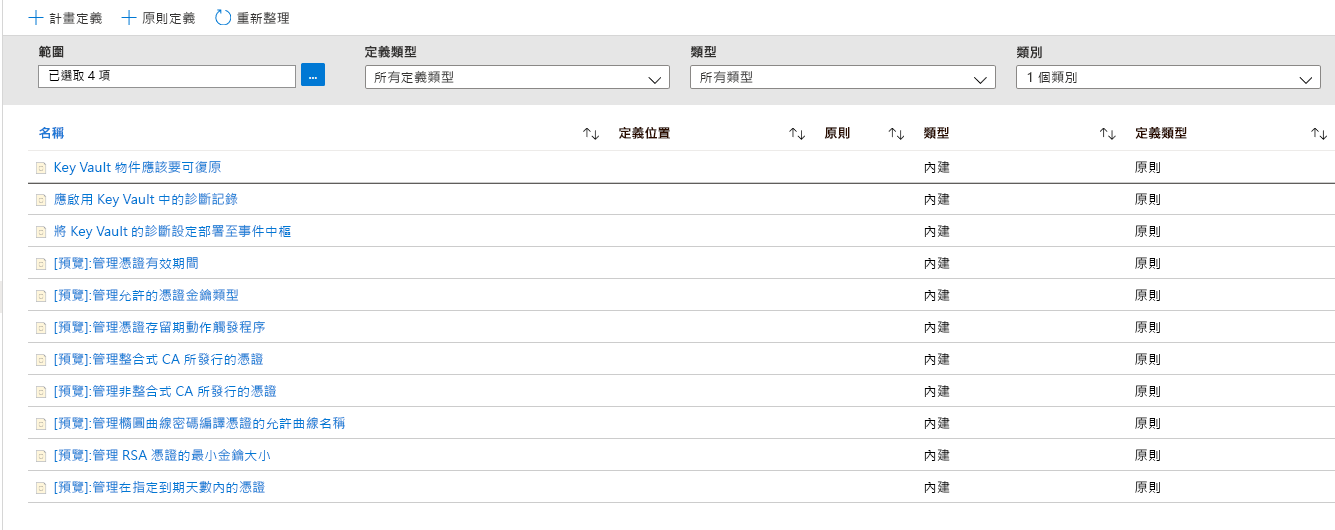 計畫定義 原則定義 重新整理
範圍 定義類型 類型 類別
已選取 4 項 ... 所有定義類型 所有類型 1 個類別
名稱 定義位置 原則 類型 定義類型
Key Vault 物件應該要可復原 內建 原則
應啟用 Key Vault 中的診斷記錄 內建 原則
將 Key Vault 的診斷設定部署至事件中樞 內建 原則
[預覽]:管理憑證有效期間 內建 原則
[預覽]:管理允許的憑證金鑰類型 內建 原則
[預覽]:管理憑證存留期動作觸發程序 內建 原則
[預覽]:管理整合式 CA 所發行的憑證 內建 原則
[預覽]:管理非整合式 CA 所發行的憑證 內建 原則
[預覽]:管理橢圓曲線密碼編譯憑證的允許曲線名稱 內建 原則
[預覽]:管理 RSA 憑證的最小金鑰大小 內建 原則
[預覽]:管理在指定到期天數內的憑證 內建 原則